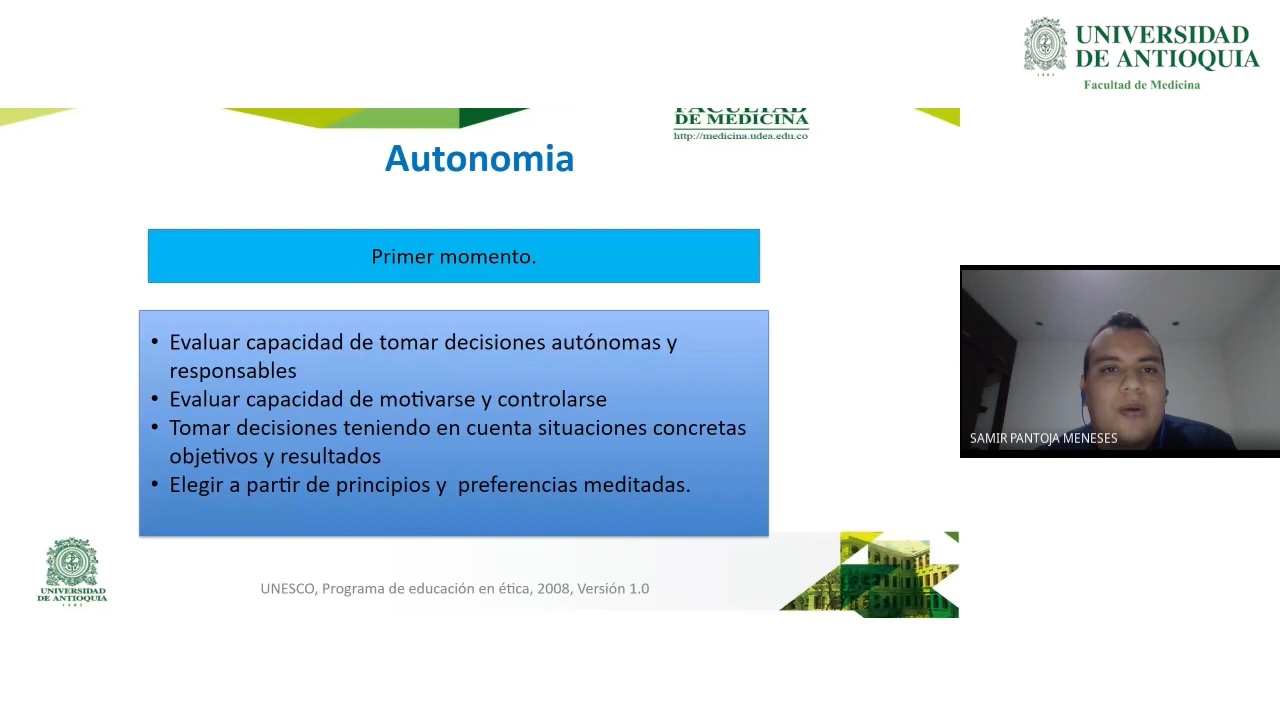 UNIVERSIDAD
DE ANTIOQUIA
1803
Facultad de Medicina
FACULTAD
DE MEDICINA
http://medicina.udea.edu.co
Autonomia
Primer momento.
• Evaluar capacidad de tomar decisiones autónomas y
responsables
• Evaluar capacidad de motivarse y controlarse
• Tomar decisiones teniendo en cuenta situaciones concretas
objetivos y resultados
• Elegir a partir de principios y  preferencias meditadas.
SAMIR PANTOJA MENESES
UNIVERSIDAD
DE ANTIOQUIA
1803
UNESCO, Programa de educación en ética, 2008, Versión 1.0